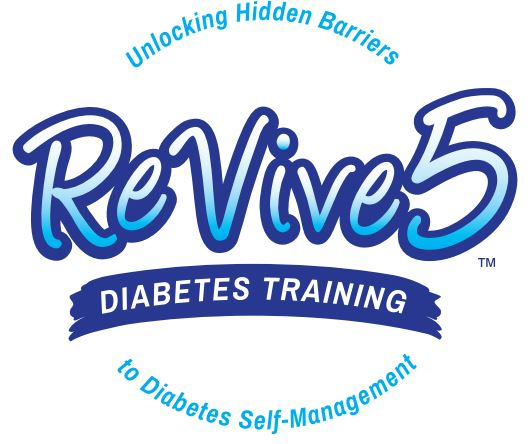 Unlocking Hidden Barriers
ReVive5
TM
DIABETES TRAINING
to Diabetes Self-Management